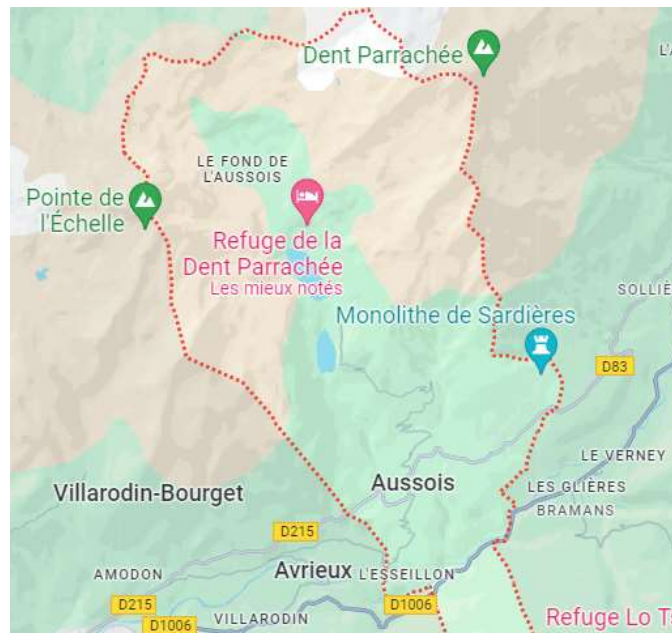 Dent Parrachée
L'A
LE FOND DE
L'AUSSOIS
Pointe de
l'Échelle
Refuge de la
Dent Parrachée
Les mieux notés
SOLLIÈ
Monolithe de Sardières
D83
LE VERNEY
Aussois
Villarodin-Bourget
LES GLIÈRES
BRAMANS
D215
Avrieux
L'ESSEILLON
AMODON
D215
D1006
VILLARODIN
D1006
Refuge Lo T